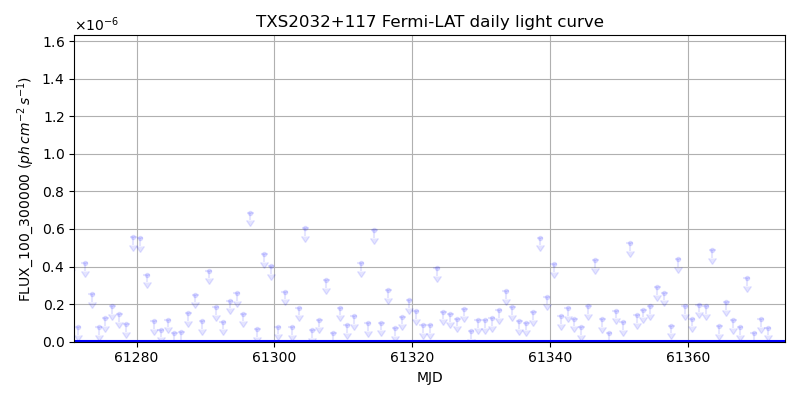 TXS2032+117 Fermi-LAT daily light curve
×10⁻⁶
1.6
1.4
1.2
1.0
0.8
0.6
0.4
0.2
0.0
FLUX_100_300000 (ph cm⁻² s⁻¹)
61280 61300 61320 61340 61360
MJD